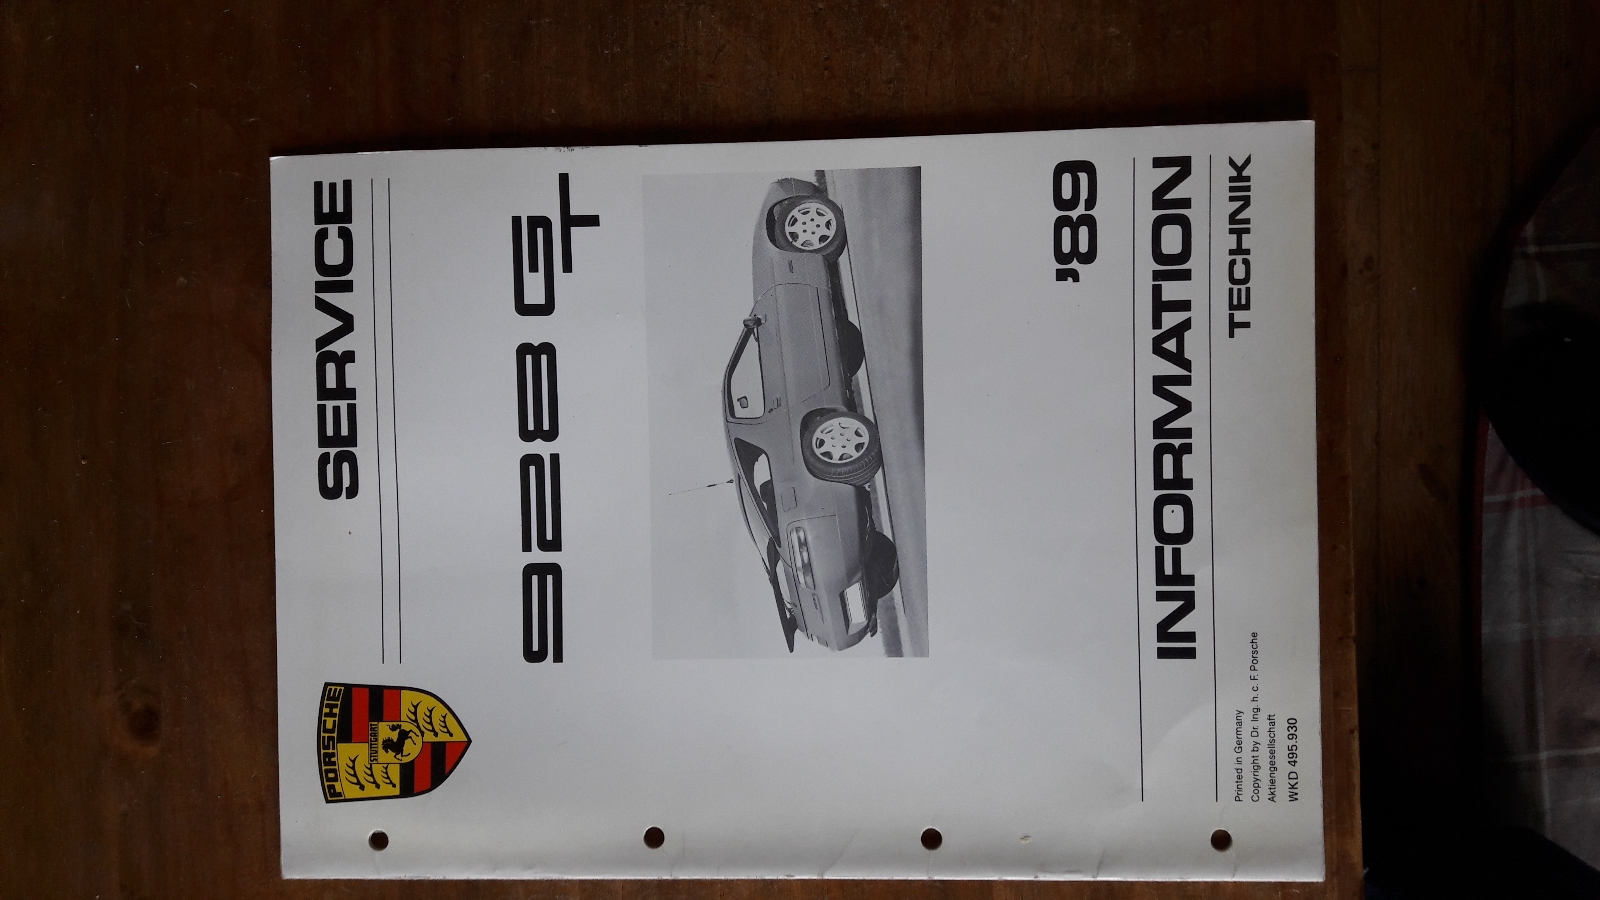 PORSCHE
STUTTGART
SERVICE
928 GT
'89
INFORMATION
TECHNIK
Printed in Germany
Copyright by Dr. Ing. h. c. F. Porsche
Aktiengesellschaft
WKD 495.930